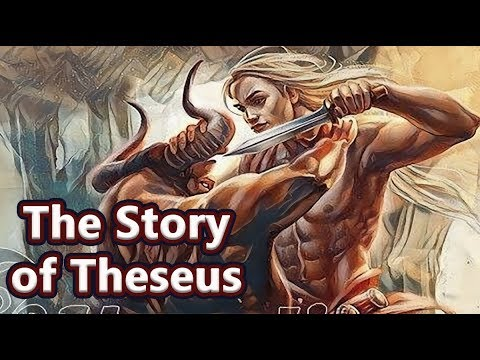 The Story
of Theseus